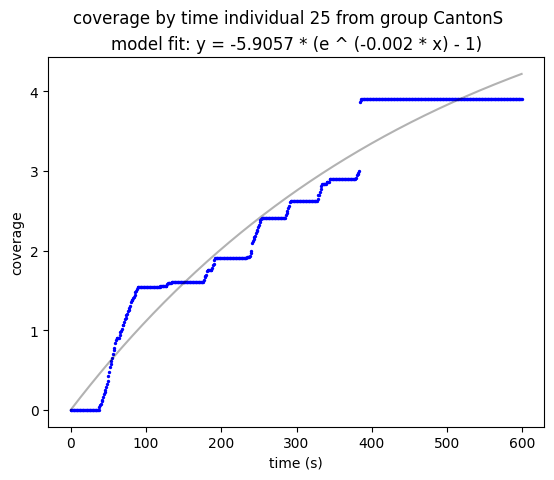 coverage by time individual 25 from group CantonS
model fit: y = -5.9057 * (e ^ (-0.002 * x) - 1)
4
3
2
1
0
coverage
0 100 200 300 400 500 600
time (s)